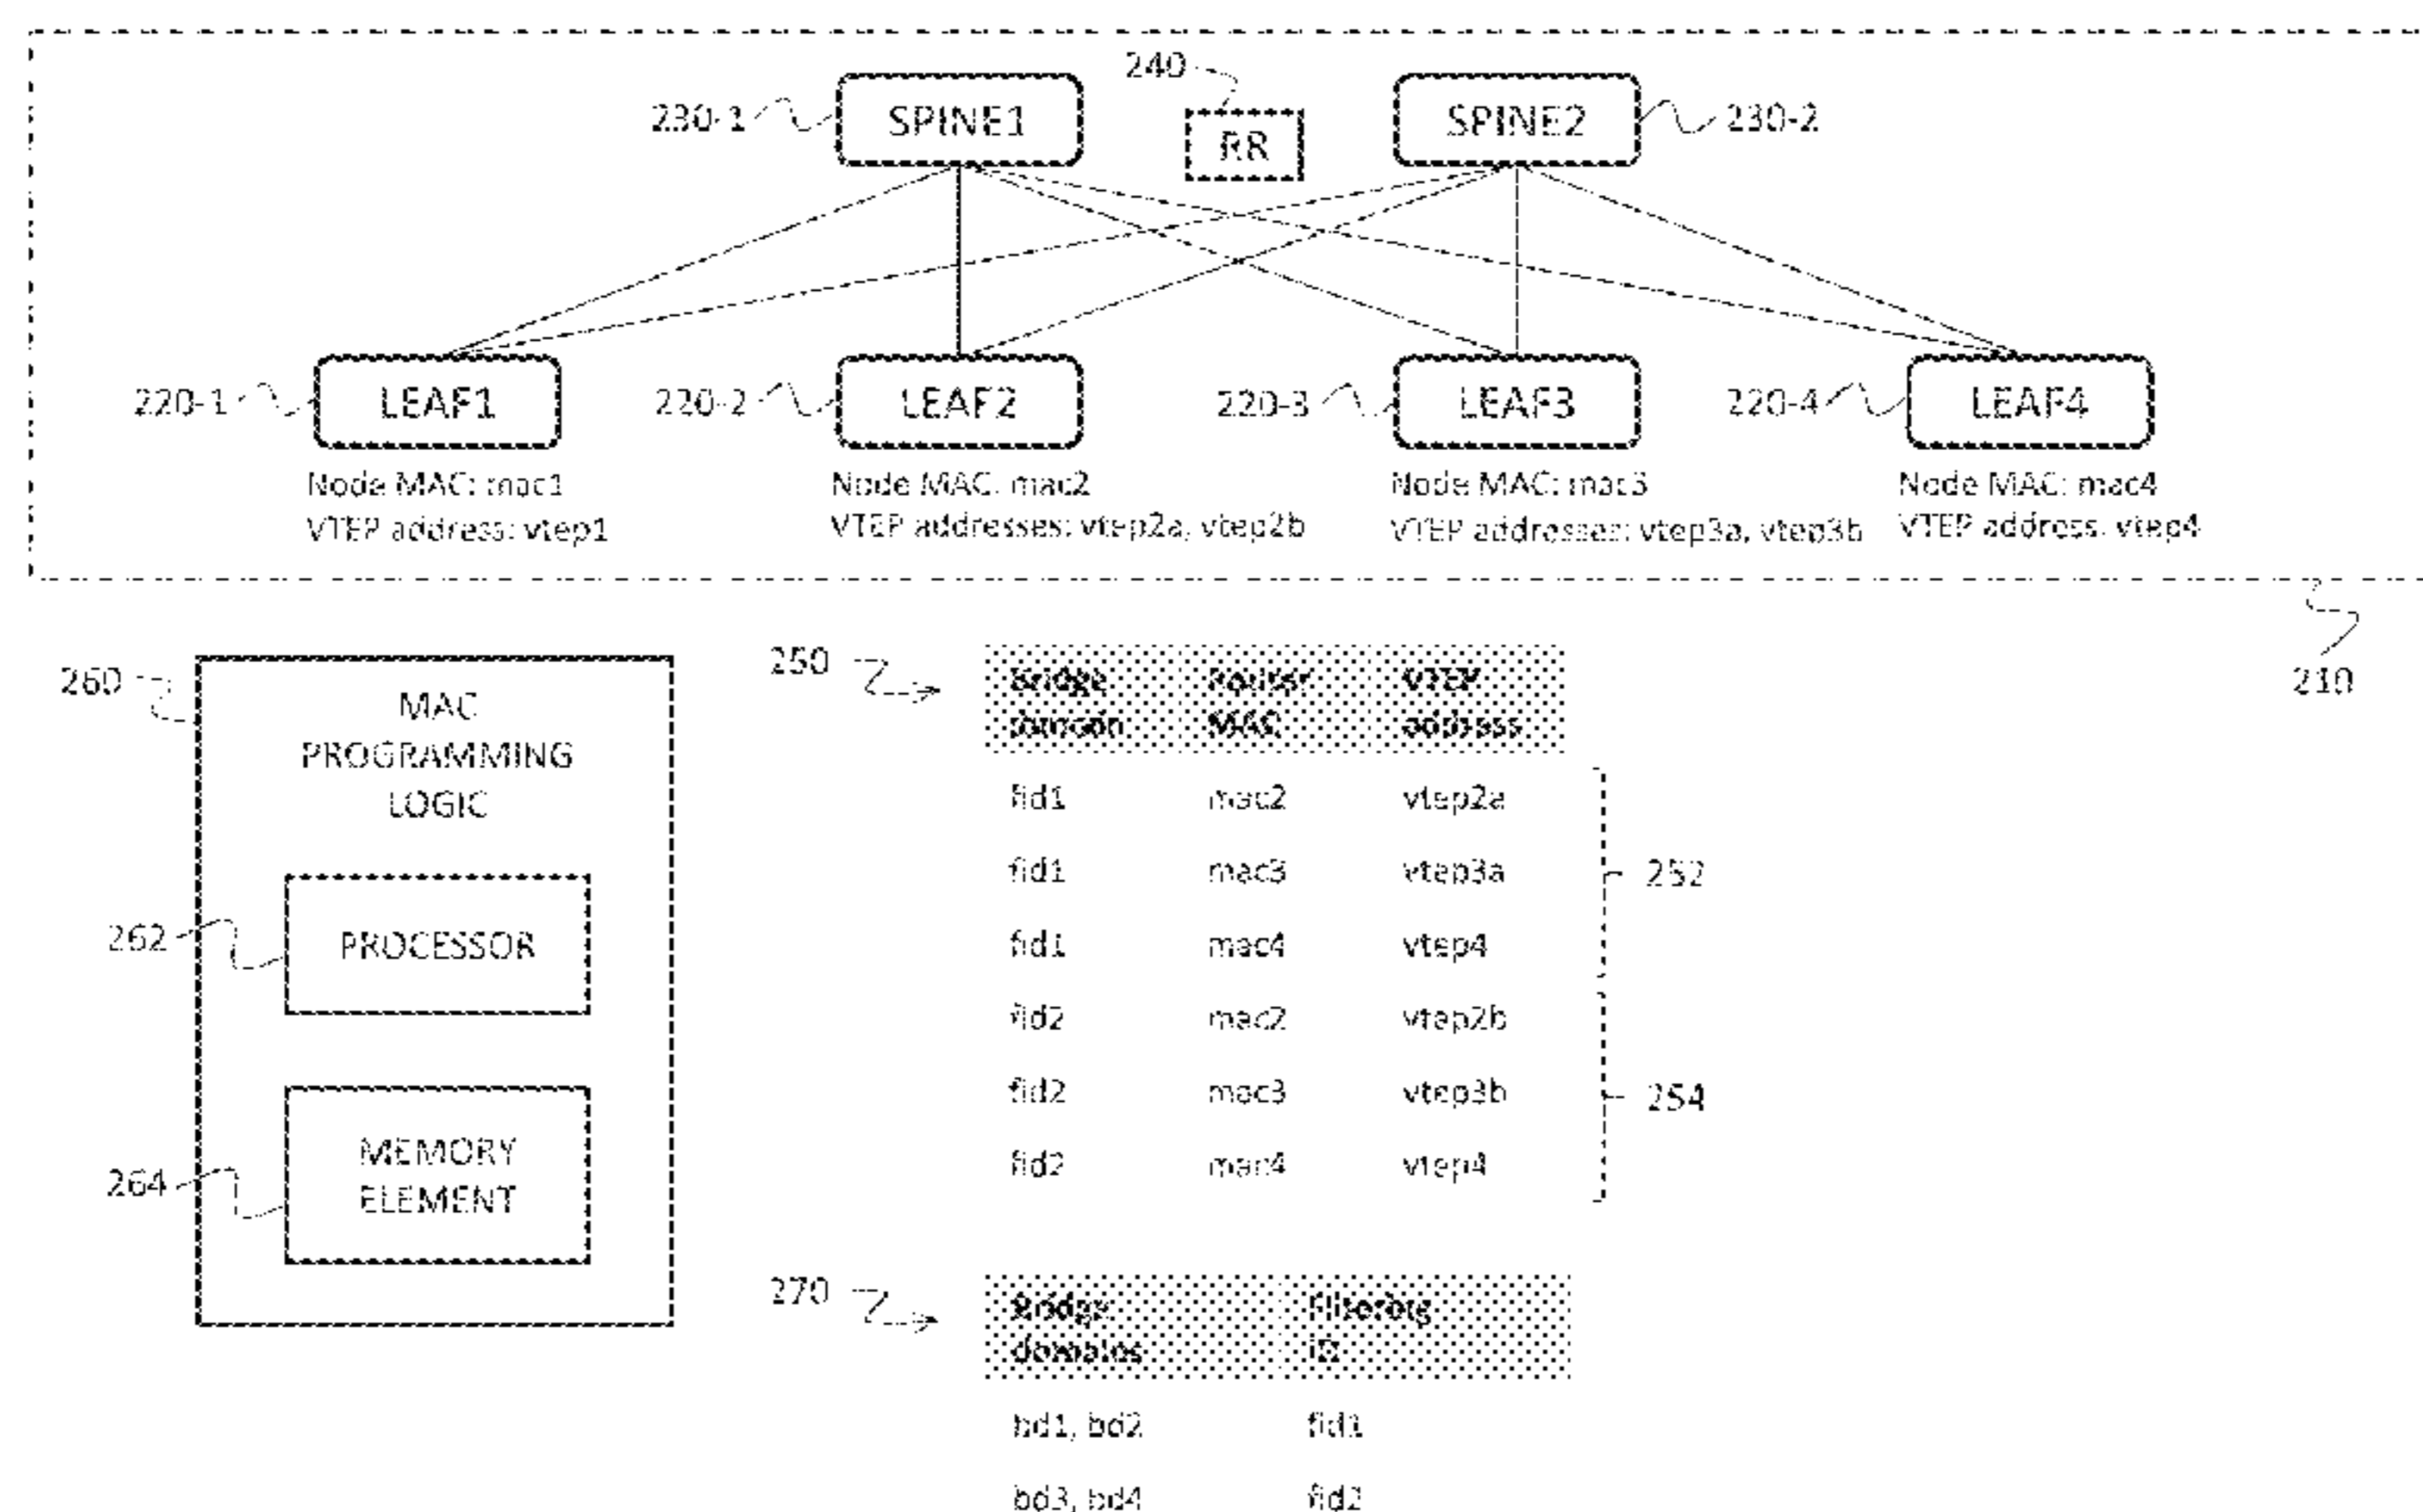 240
230-1 SPINE1 RR SPINE2 230-2
220-1 LEAF1 220-2 LEAF2 220-3 LEAF3 220-4 LEAF4
Node MAC: mac1 Node MAC: mac2 Node MAC: mac3 Node MAC: mac4
VTEP address: vtep1 VTEP addresses: vtep2a, vtep2b VTEP addresses: vtep3a, vtep3b VTEP address: vtep4
210
260 MAC
PROGRAMMING
LOGIC
262 PROCESSOR
264 MEMORY
ELEMENT
250 Bridge Router VTEP
domain MAC address
fid1 mac2 vtep2a
fid1 mac3 vtep3a 252
fid1 mac4 vtep4
fid2 mac2 vtep2b
fid2 mac3 vtep3b 254
fid2 mac4 vtep4
270 Bridge Filtering
domains ID
bd1, bd2 fid1
bd3, bd4 fid2